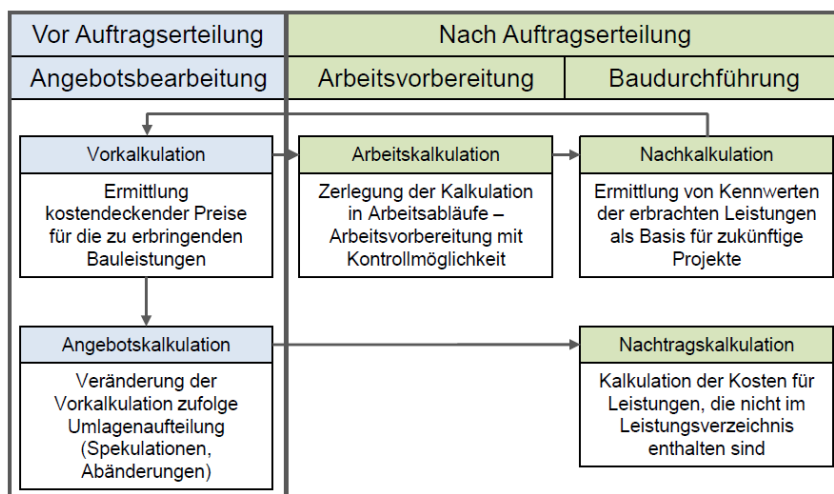 Vor Auftragserteilung
Nach Auftragserteilung
Angebotsbearbeitung
Arbeitsvorbereitung
Baudurchführung
Vorkalkulation
Ermittlung
kostendeckender Preise
für die zu erbringenden
Bauleistungen
Arbeitskalkulation
Zerlegung der Kalkulation
in Arbeitsabläufe –
Arbeitsvorbereitung mit
Kontrollmöglichkeit
Nachkalkulation
Ermittlung von Kennwerten
der erbrachten Leistungen
als Basis für zukünftige
Projekte
Angebotskalkulation
Veränderung der
Vorkalkulation zufolge
Umlagenaufteilung
(Spekulationen,
Abänderungen)
Nachtragskalkulation
Kalkulation der Kosten für
Leistungen, die nicht im
Leistungsverzeichnis
enthalten sind